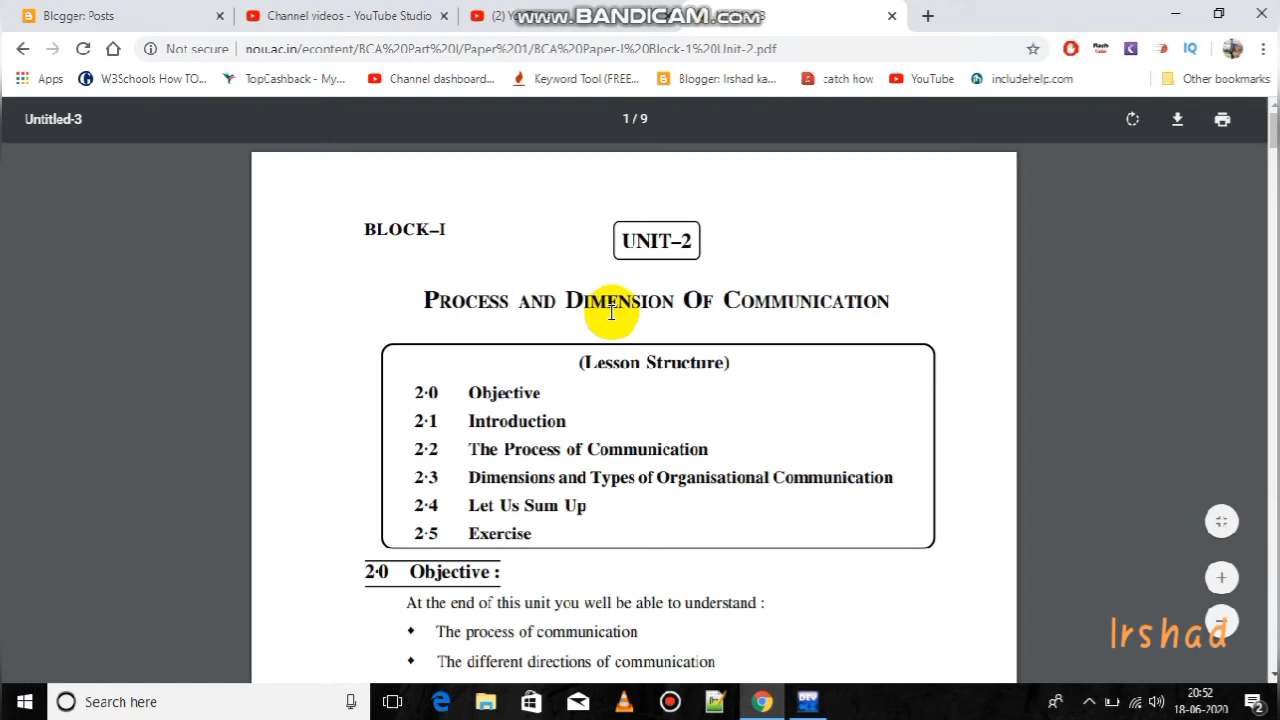 Blogger: Posts
Channel videos - YouTube Studio
(2) Yo
www.BANDICAM.com
3
Not secure
nou.ac.in/econtent/BCA%20Part%20I/Paper%201/BCA%20Paper-I%20Block-1%20Unit-2.pdf
IQ
Apps
W3Schools How TO...
TopCashback - My...
Channel dashboard...
Keyword Tool (FREE...
Blogger: Irshad ka...
catch how
YouTube
includehelp.com
Other bookmarks
Untitled-3
1 / 9
BLOCK–I
UNIT–2
PROCESS AND DIMENSION OF COMMUNICATION
(Lesson Structure)
2·0 Objective
2·1 Introduction
2·2 The Process of Communication
2·3 Dimensions and Types of Organisational Communication
2·4 Let Us Sum Up
2·5 Exercise
2·0 Objective :
At the end of this unit you well be able to understand :
The process of communication
The different directions of communication
Irshad
Search here
DEV
20:52
18-06-2020
2